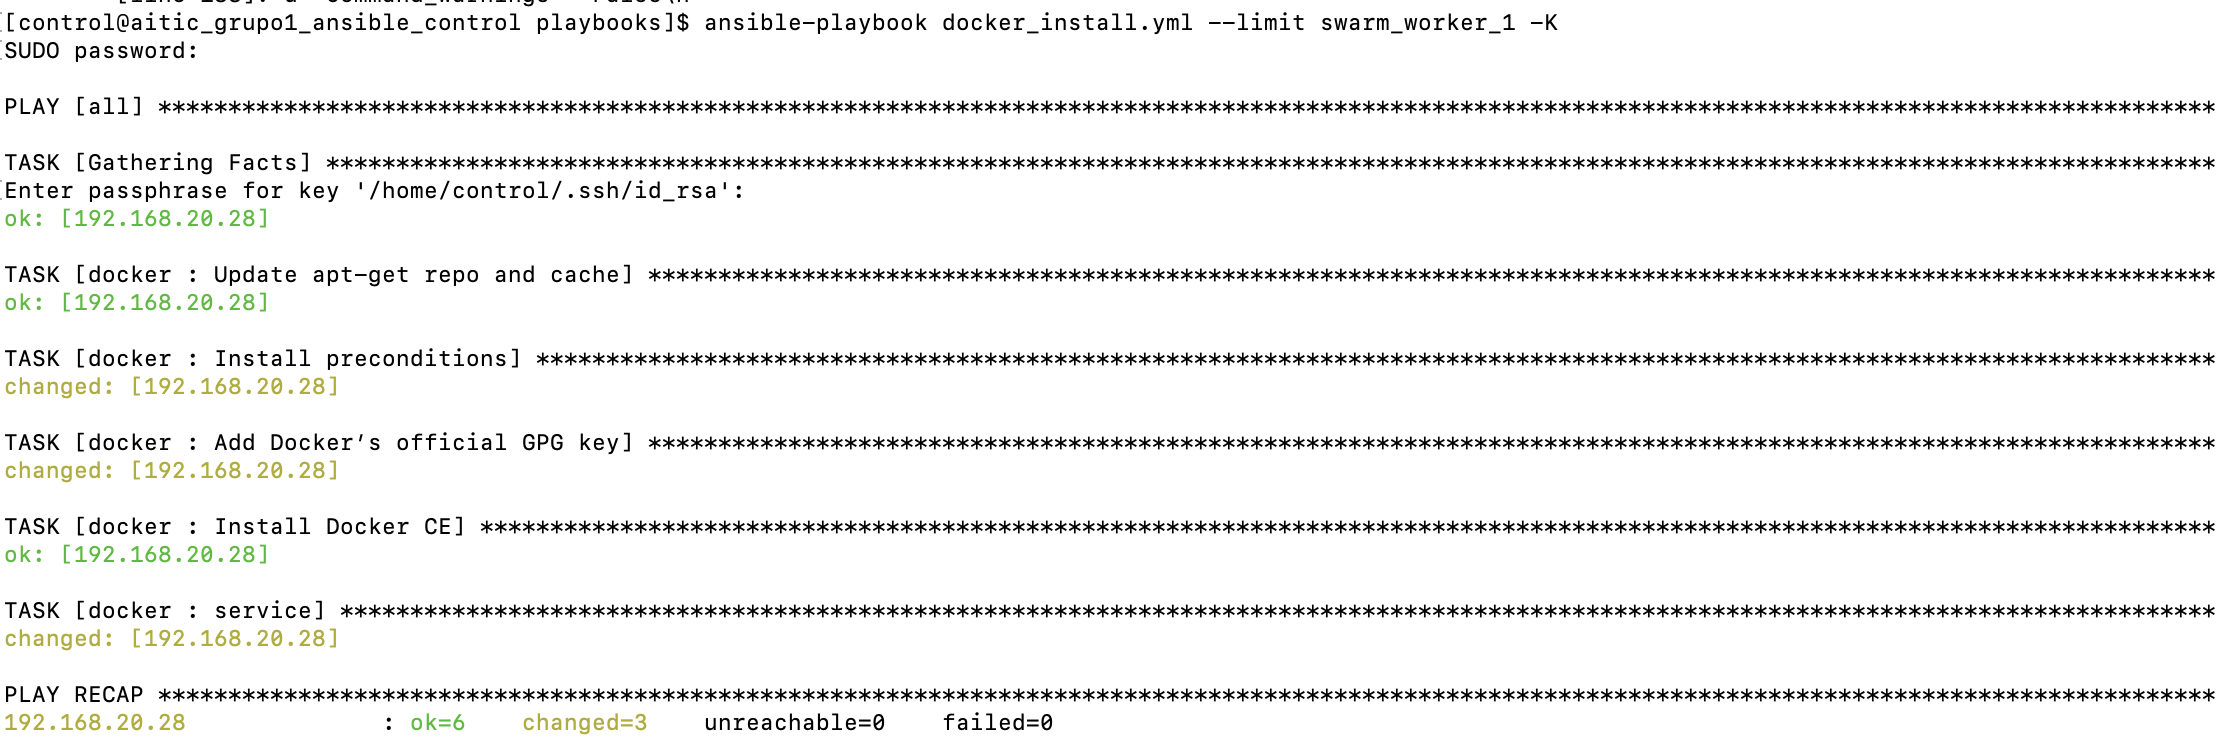 [control@aitic_grupo1_ansible_control playbooks]$ ansible-playbook docker_install.yml --limit swarm_worker_1 -K
SUDO password:
PLAY [all] ***************************************************************************************************************************************************
TASK [Gathering Facts] ***************************************************************************************************************************************
Enter passphrase for key '/home/control/.ssh/id_rsa':
ok: [192.168.20.28]
TASK [docker : Update apt-get repo and cache] ****************************************************************************************************************
ok: [192.168.20.28]
TASK [docker : Install preconditions] ************************************************************************************************************************
changed: [192.168.20.28]
TASK [docker : Add Docker’s official GPG key] ****************************************************************************************************************
changed: [192.168.20.28]
TASK [docker : Install Docker CE] ****************************************************************************************************************************
ok: [192.168.20.28]
TASK [docker : service] **************************************************************************************************************************************
changed: [192.168.20.28]
PLAY RECAP ***************************************************************************************************************************************************
192.168.20.28 : ok=6 changed=3 unreachable=0 failed=0